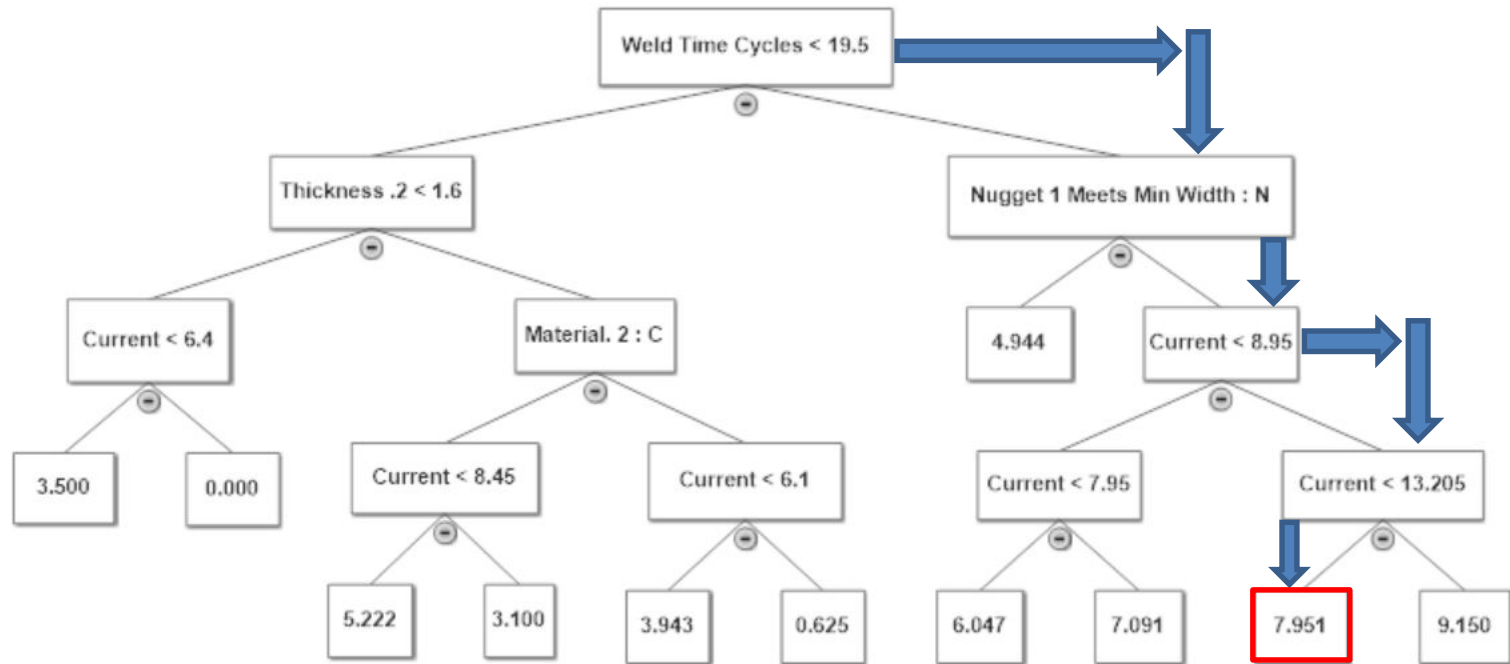 Weld Time Cycles < 19.5
Thickness .2 < 1.6
Nugget 1 Meets Min Width : N
Current < 6.4
Material. 2 : C
4.944
Current < 8.95
3.500
0.000
Current < 8.45
Current < 6.1
Current < 7.95
Current < 13.205
5.222
3.100
3.943
0.625
6.047
7.091
7.951
9.150